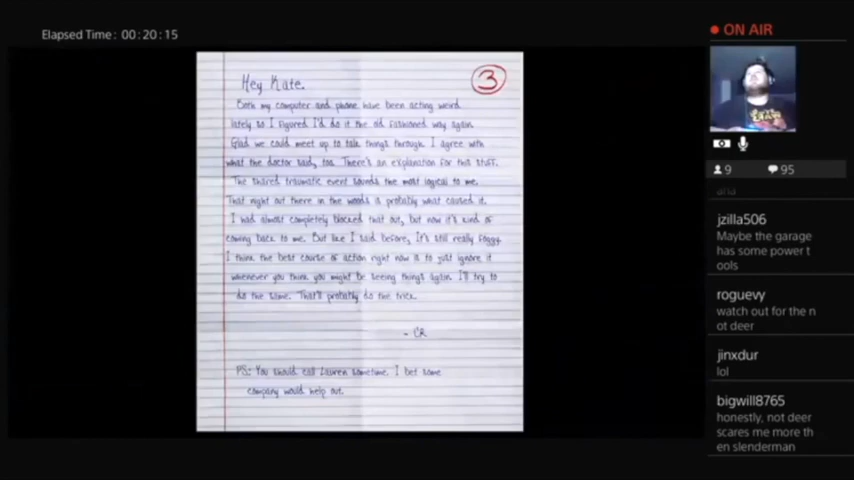 Elapsed Time : 00:20:15
ON AIR
3
Hey Kate.
Both my computer and phone have been acting weird
lately so I figured I'd do it the old fashioned way again.
Glad we could meet up to talk things through. I agree with
what the doctor said, too. There's an explanation for this stuff.
The shared traumatic event sounds the most logical to me.
That night out there in the woods is probably what caused it.
I had almost completely blocked that out, but now it's kind of
coming back to me. But like I said before, It's still really foggy.
I think the best course of action right now is to just ignore it
whenever you think you might be seeing things again. I'll try to
do the same. That'll probably do the trick.
- CR
PS: You should call Lauren sometime. I bet some
company would help out.
9
95
jzilla506
Maybe the garage
has some power t
ools
roguevy
watch out for the n
ot deer
jinxdur
lol
bigwill8765
honestly, not deer
scares me more th
en slenderman